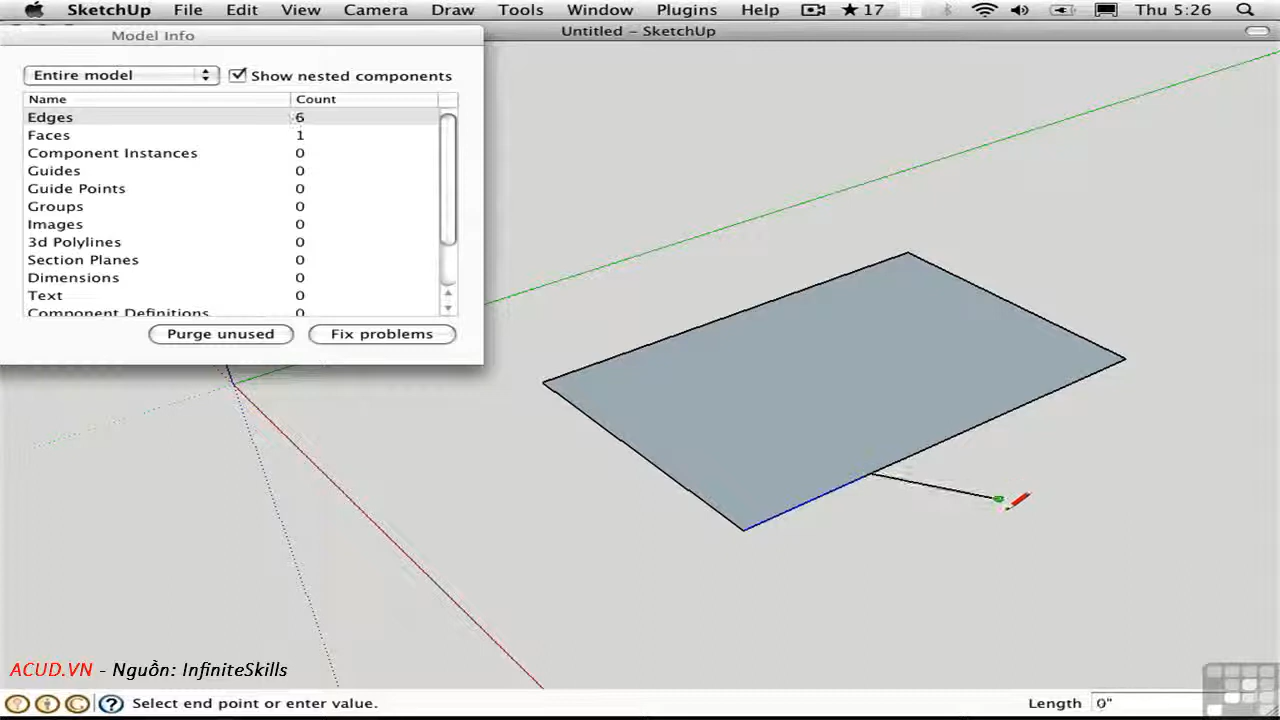 SketchUp File Edit View Camera Draw Tools Window Plugins Help ★ 17 Thu 5:26
Model Info
Untitled – SketchUp
Entire model Show nested components
Name Count
Edges 6
Faces 1
Component Instances 0
Guides 0
Guide Points 0
Groups 0
Images 0
3d Polylines 0
Section Planes 0
Dimensions 0
Text 0
Component Definitions 0
Purge unused Fix problems
ACUD.VN - Nguồn: InfiniteSkills
Select end point or enter value. Length 0"